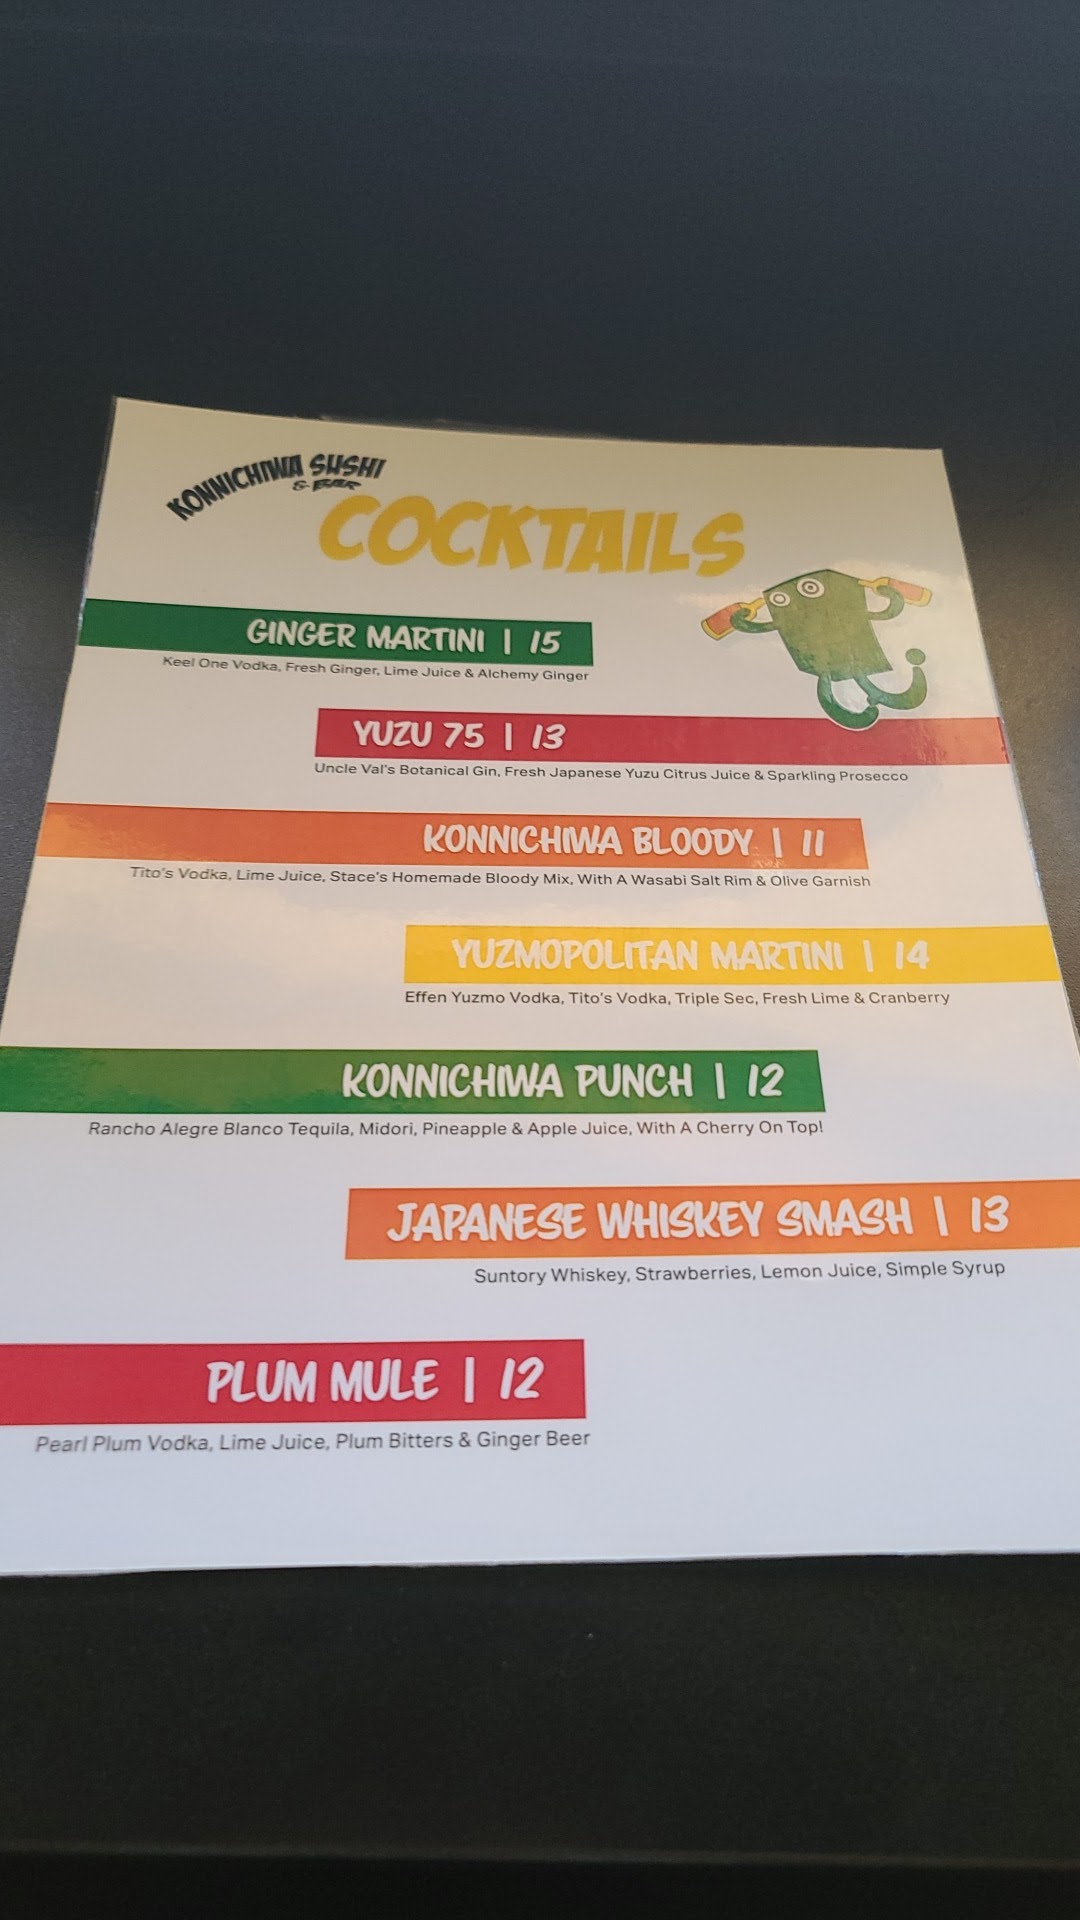 KONNICHIWA SUSHI
& BAR
COCKTAILS
GINGER MARTINI | 15
Keel One Vodka, Fresh Ginger, Lime Juice & Alchemy Ginger
YUZU 75 | 13
Uncle Val's Botanical Gin, Fresh Japanese Yuzu Citrus Juice & Sparkling Prosecco
KONNICHIWA BLOODY | 11
Tito's Vodka, Lime Juice, Stace's Homemade Bloody Mix, With A Wasabi Salt Rim & Olive Garnish
YUZMOPOLITAN MARTINI | 14
Effen Yuzmo Vodka, Tito's Vodka, Triple Sec, Fresh Lime & Cranberry
KONNICHIWA PUNCH | 12
Rancho Alegre Blanco Tequila, Midori, Pineapple & Apple Juice, With A Cherry On Top!
JAPANESE WHISKEY SMASH | 13
Suntory Whiskey, Strawberries, Lemon Juice, Simple Syrup
PLUM MULE | 12
Pearl Plum Vodka, Lime Juice, Plum Bitters & Ginger Beer